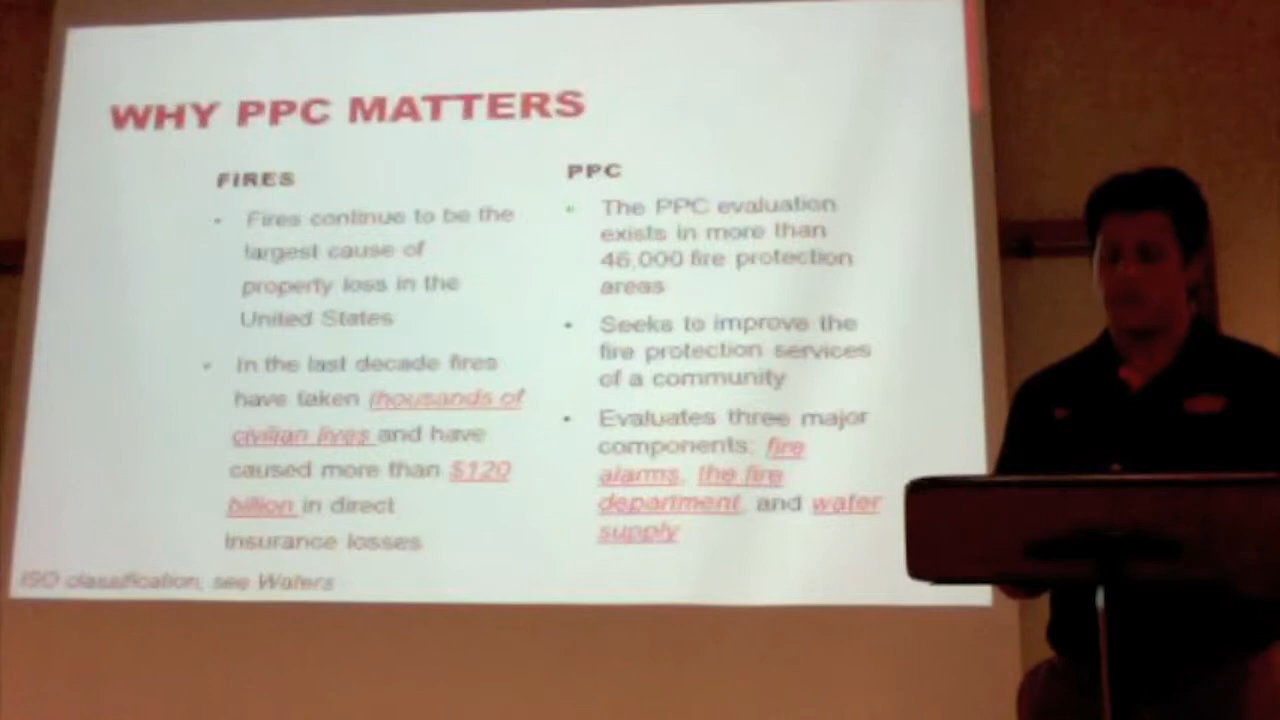 WHY PPC MATTERS
FIRES
• Fires continue to be the
largest cause of
property loss in the
United States
• In the last decade fires
have taken thousands of
civilian lives and have
caused more than $120
billion in direct
insurance losses
PPC
• The PPC evaluation
exists in more than
46,000 fire protection
areas
• Seeks to improve the
fire protection services
of a community
• Evaluates three major
components; fire
alarms, the fire
department, and water
supply
ISO classification, see Waters